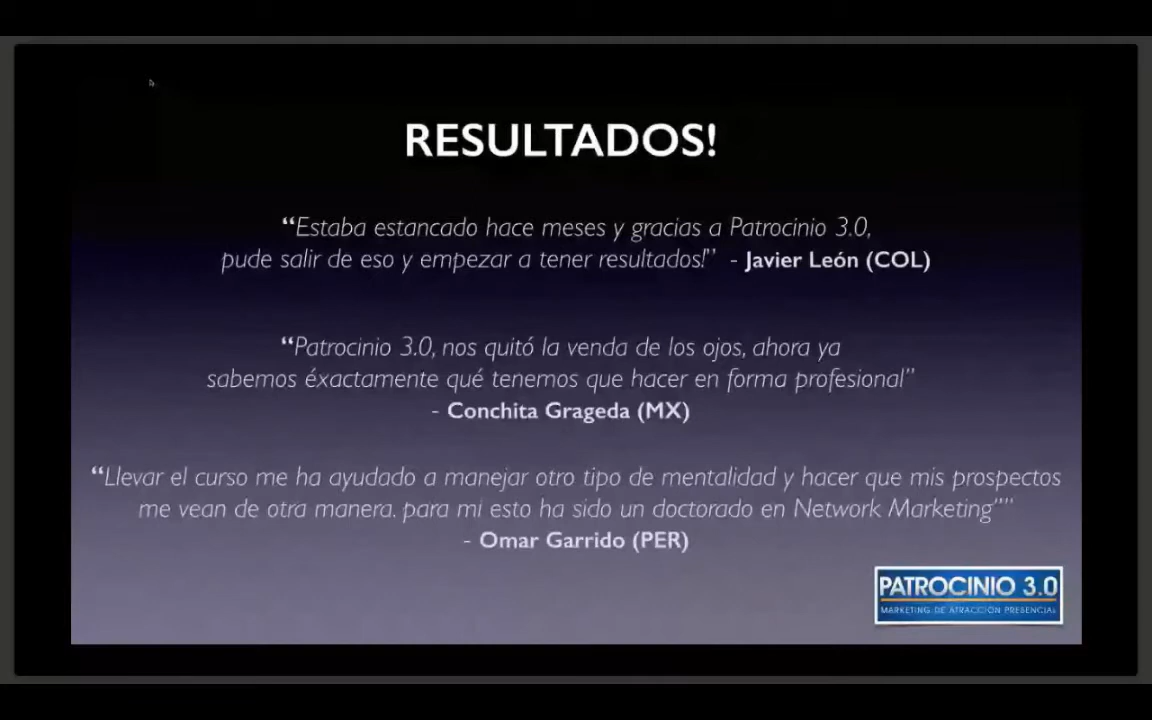 RESULTADOS!
“Estaba estancado hace meses y gracias a Patrocinio 3.0,
pude salir de eso y empezar a tener resultados!” - Javier León (COL)
“Patrocinio 3.0, nos quitó la venda de los ojos, ahora ya
sabemos éxactamente qué tenemos que hacer en forma profesional”
- Conchita Grageda (MX)
“Llevar el curso me ha ayudado a manejar otro tipo de mentalidad y hacer que mis prospectos
me vean de otra manera. para mi esto ha sido un doctorado en Network Marketing””
- Omar Garrido (PER)
PATROCINIO 3.0
MARKETING DE ATRACCIÓN PRESENCIAL